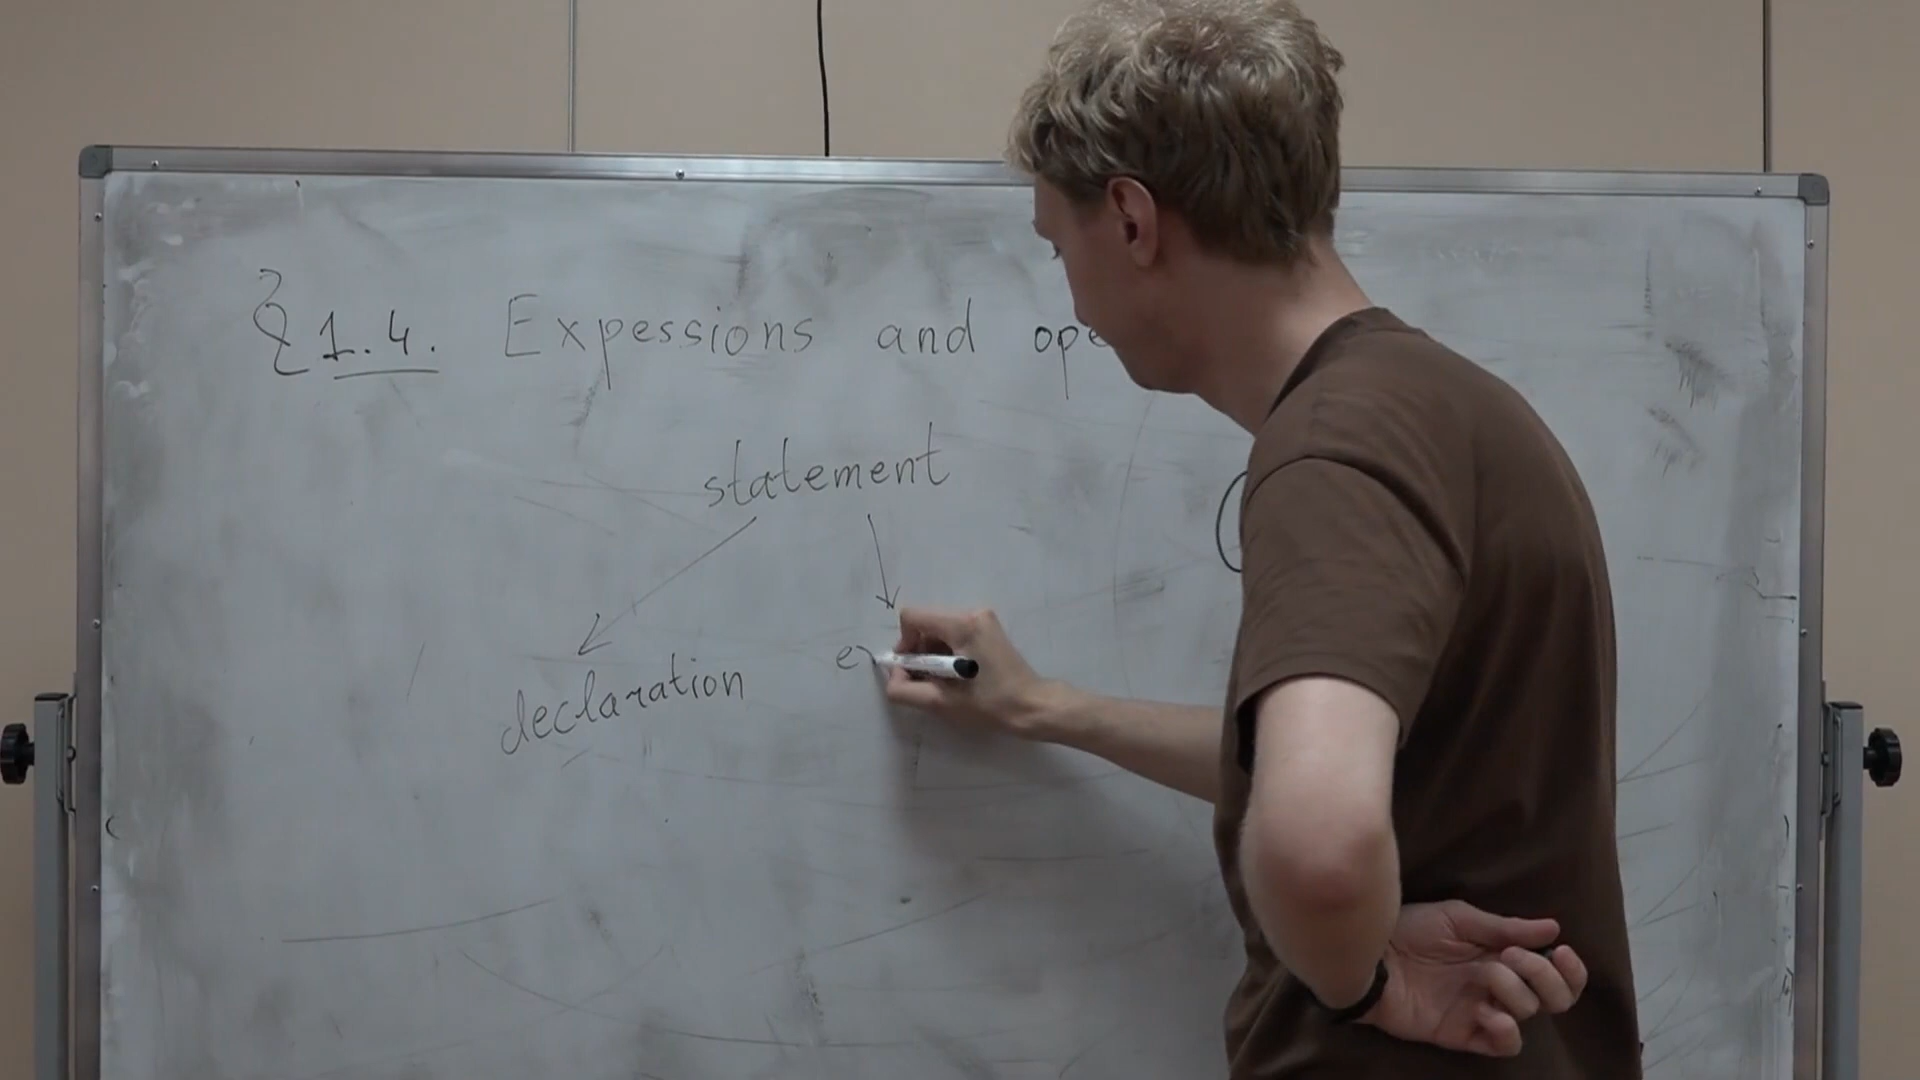 § 1.4. Expessions and ope
statement
declaration